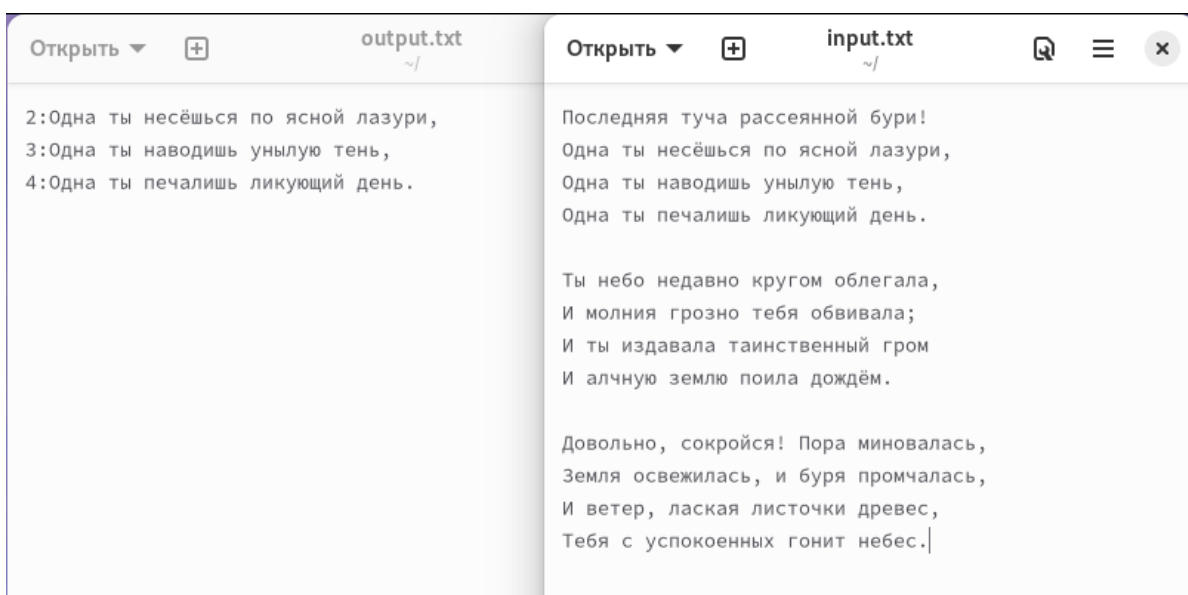 Открыть
output.txt
~/
2:Одна ты несёшься по ясной лазури,
3:Одна ты наводишь унылую тень,
4:Одна ты печалишь ликующий день.
Открыть
input.txt
~/
Последняя туча рассеянной бури!
Одна ты несёшься по ясной лазури,
Одна ты наводишь унылую тень,
Одна ты печалишь ликующий день.
Ты небо недавно кругом облегала,
И молния грозно тебя обвивала;
И ты издавала таинственный гром
И алчную землю поила дождём.
Довольно, сокройся! Пора миновалась,
Земля освежилась, и буря промчалась,
И ветер, лаская листочки древес,
Тебя с успокоенных гонит небес.